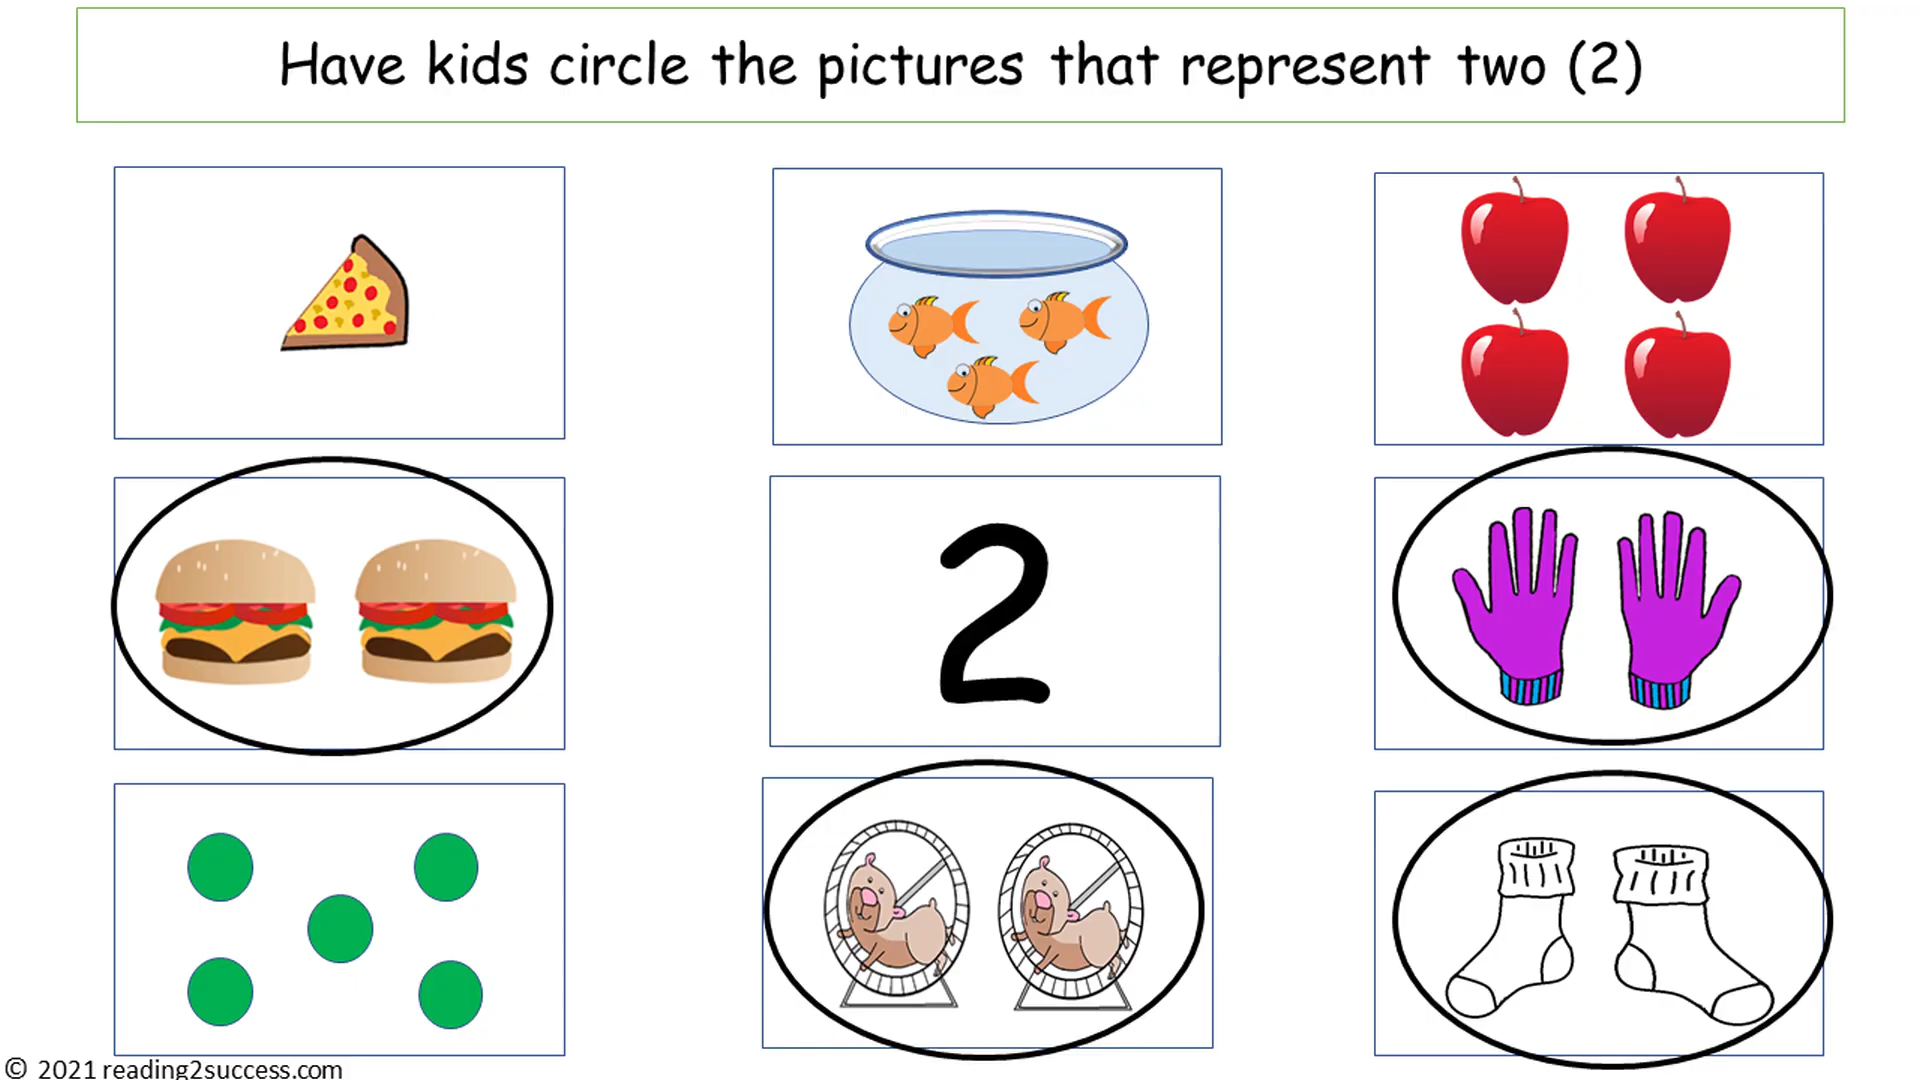 Have kids circle the pictures that represent two (2)
2
© 2021 reading2success.com